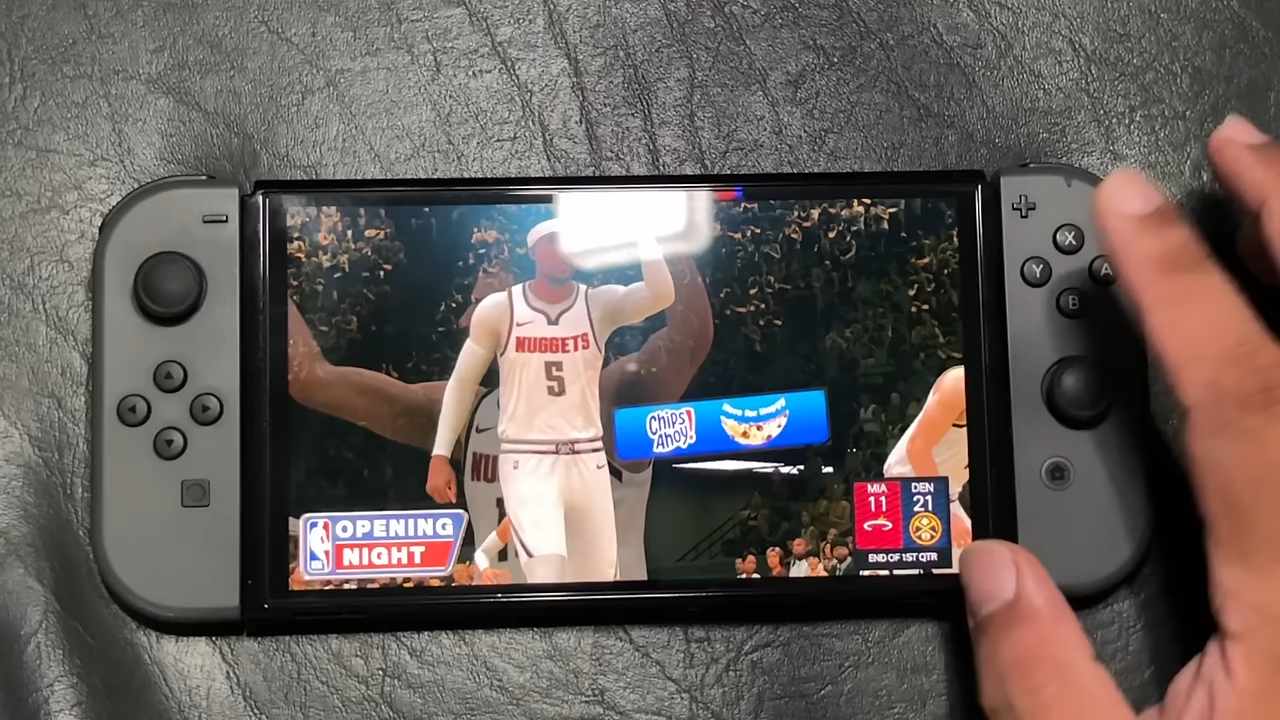 X
Y
A
B
NUGGETS
5
NU
Chips
Ahoy!
OPENING
NIGHT
MIA
DEN
11
21
END OF 1ST QTR